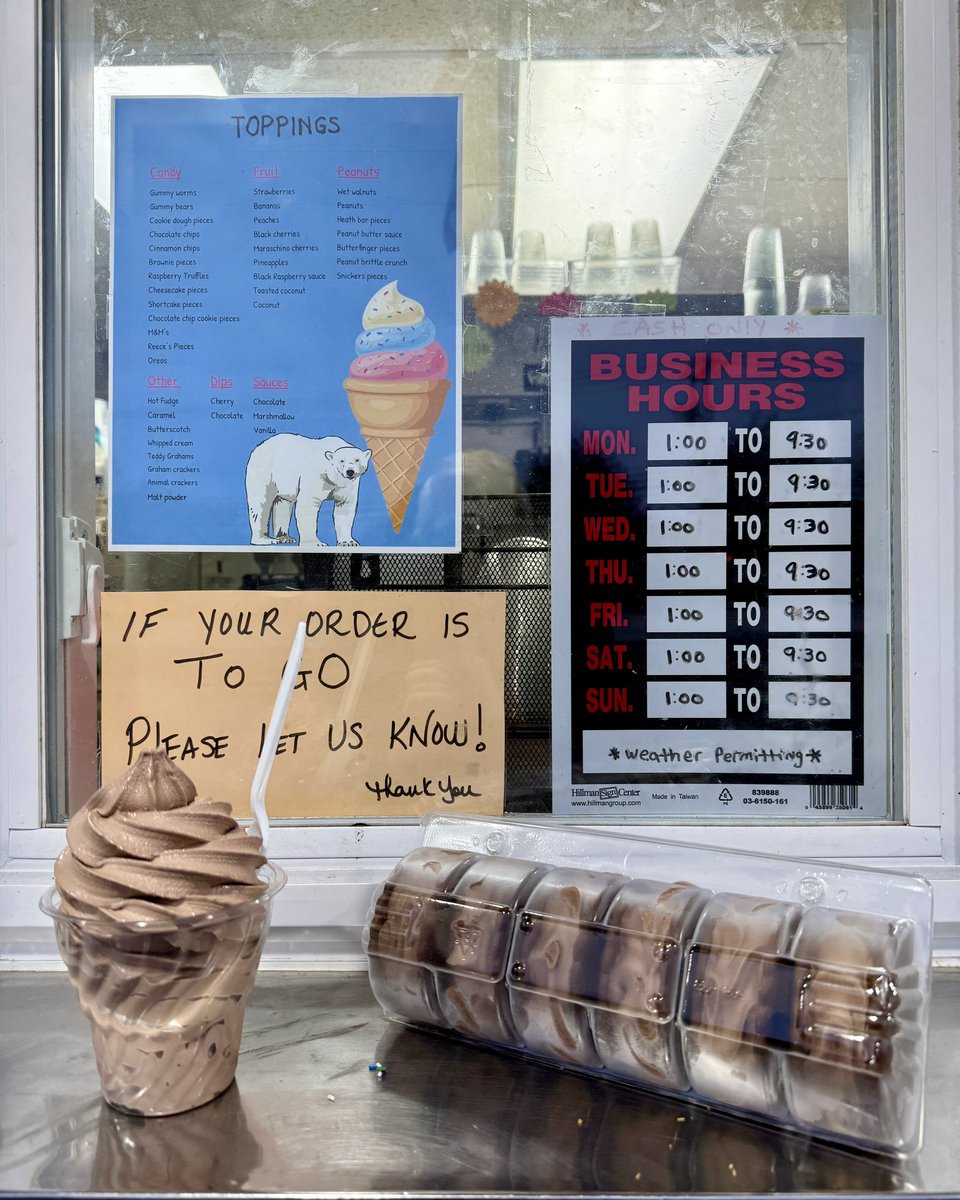 TOPPINGS
Candy
Gummy worms
Gummy bears
Cookie dough pieces
Chocolate chips
Cinnamon chips
Brownie pieces
Raspberry Truffles
Cheesecake pieces
Shortcake pieces
Chocolate chip cookie pieces
M&M's
Reece's Pieces
Oreos
Fruit
Strawberries
Bananas
Peaches
Black cherries
Maraschino cherries
Pineapples
Black Raspberry sauce
Toasted coconut
Coconut
Peanuts
Wet walnuts
Peanuts
Heath bar pieces
Peanut butter sauce
Butterfinger pieces
Peanut brittle crunch
Snickers pieces
Other
Hot Fudge
Caramel
Butterscotch
Whipped cream
Teddy Grahams
Graham crackers
Animal crackers
Malt powder
Dips
Cherry
Chocolate
Sauces
Chocolate
Marshmallow
Vanilla
IF YOUR ORDER IS
TO GO
PLEASE LET US KNOW!
thank you
* CASH ONLY *
BUSINESS
HOURS
MON. 1:00 TO 9:30
TUE. 1:00 TO 9:30
WED. 1:00 TO 9:30
THU. 1:00 TO 9:30
FRI. 1:00 TO 9:30
SAT. 1:00 TO 9:30
SUN. 1:00 TO 9:30
*Weather Permitting*
Hillman Sign Center
www.hillmangroup.com
Made in Taiwan
6
PS
839888
03-6150-161